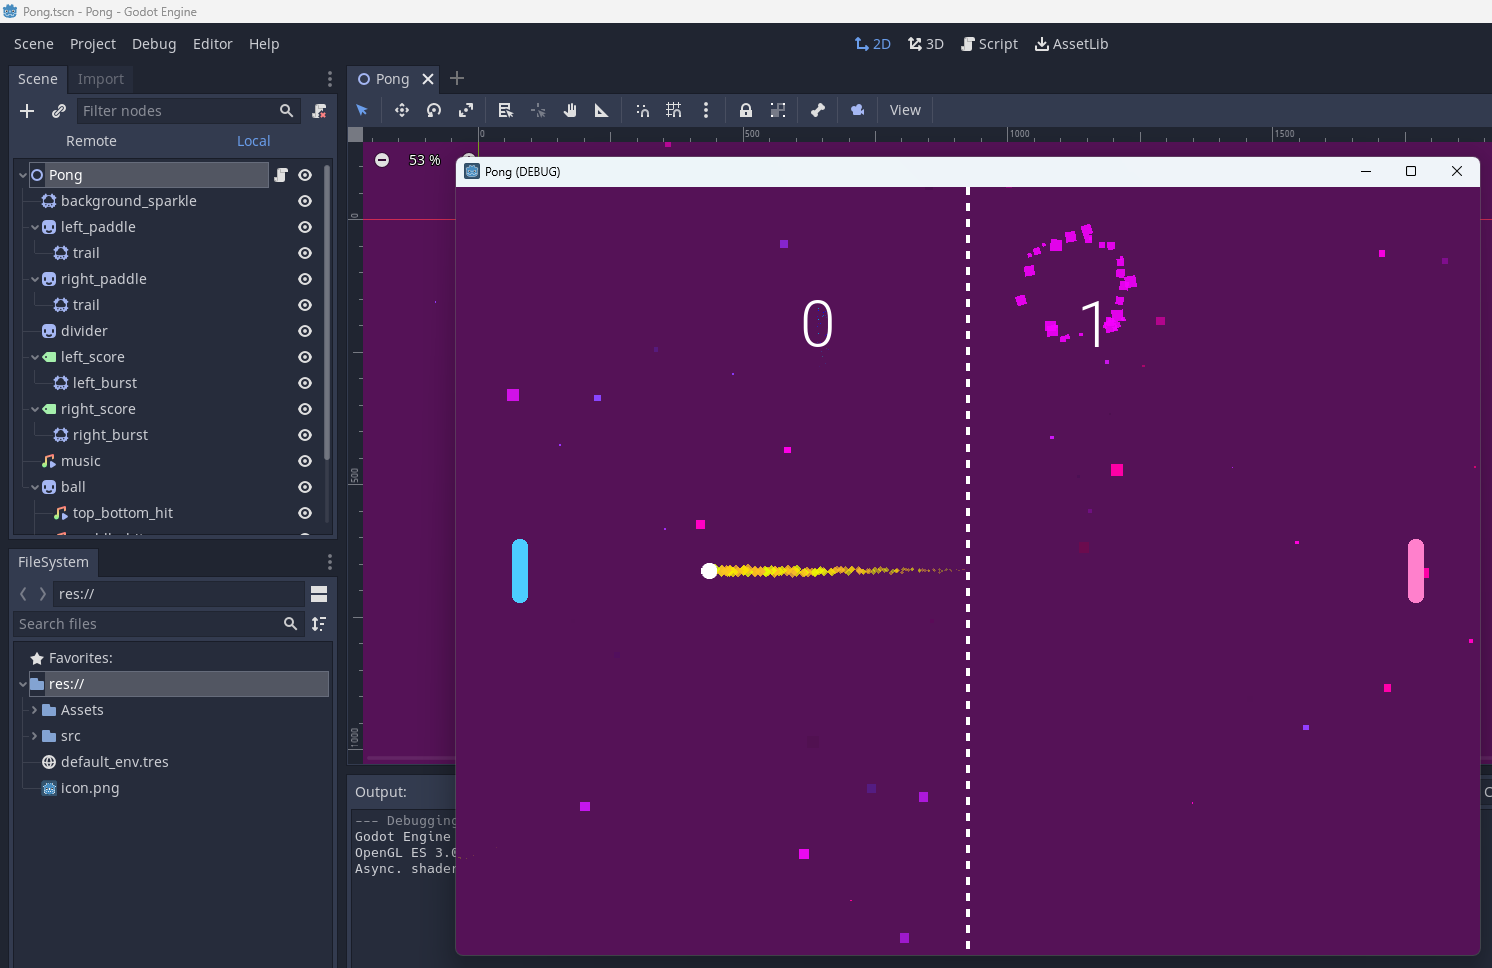 Pong.tscn - Pong - Godot Engine
Scene Project Debug Editor Help 2D 3D Script AssetLib
Scene Import
Filter nodes
Remote Local
Pong
background_sparkle
left_paddle
trail
right_paddle
trail
divider
left_score
left_burst
right_score
right_burst
music
ball
top_bottom_hit
FileSystem
res://
Search files
Favorites:
res://
Assets
src
default_env.tres
icon.png
Pong
View
0 500 1000 1500
53 %
0
500
1000
Pong (DEBUG)
0 1
Output:
--- Debugging
Godot Engine
OpenGL ES 3.0
Async. shader